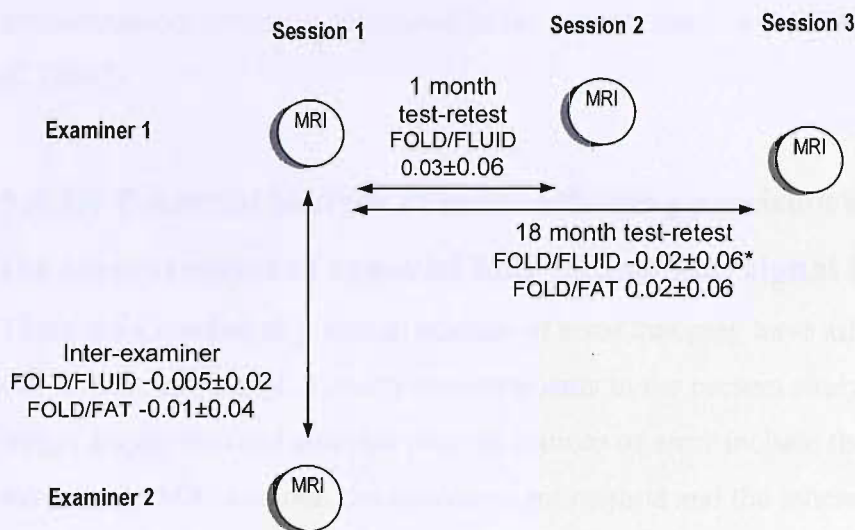 Session 1
Session 2
Session 3
Examiner 1
MRI
1 month
test-retest
FOLD/FLUID
0.03±0.06
MRI
MRI
18 month test-retest
FOLD/FLUID -0.02±0.06*
FOLD/FAT 0.02±0.06
Inter-examiner
FOLD/FLUID -0.005±0.02
FOLD/FAT -0.01±0.04
Examiner 2
MRI